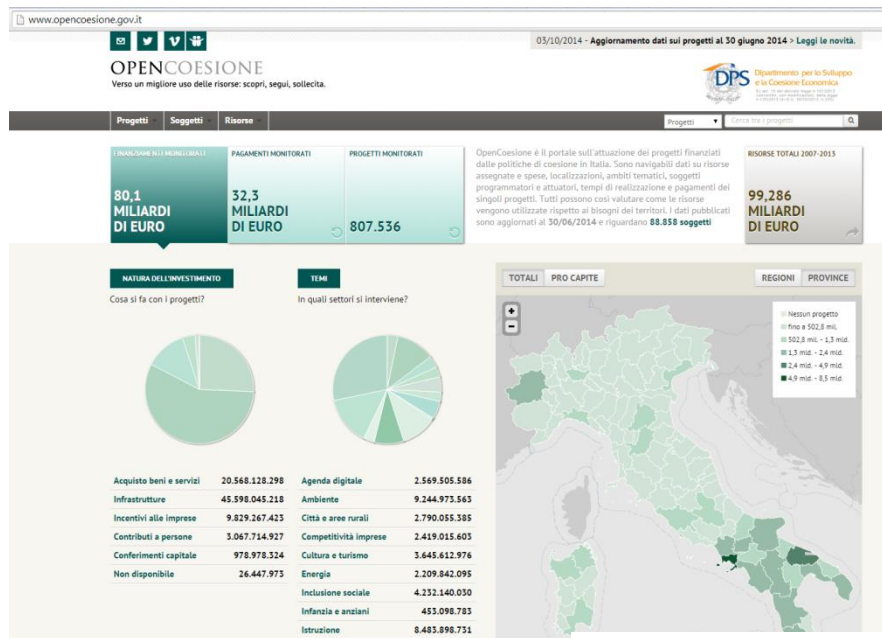 www.opencoesione.gov.it
03/10/2014 - Aggiornamento dati sui progetti al 30 giugno 2014 > Leggi le novità.
OPENCOESIONE
Verso un migliore uso delle risorse: scopri, segui, sollecita.
DPS Dipartimento per lo Sviluppo
e la Coesione Economica
Progetti Soggetti Risorse
Progetti Cerca tra i progetti
FINANZIAMENTI MONITORATI
80,1
MILIARDI
DI EURO
PAGAMENTI MONITORATI
32,3
MILIARDI
DI EURO
PROGETTI MONITORATI
807.536
OpenCoesione è il portale sull'attuazione dei progetti finanziati
dalle politiche di coesione in Italia. Sono navigabili dati su risorse
assegnate e spese, localizzazioni, ambiti tematici, soggetti
programmatori e attuatori, tempi di realizzazione e pagamenti dei
singoli progetti. Tutti possono così valutare come le risorse
vengono utilizzate rispetto ai bisogni dei territori. I dati pubblicati
sono aggiornati al 30/06/2014 e riguardano 88.858 soggetti
RISORSE TOTALI 2007-2013
99,286
MILIARDI
DI EURO
NATURA DELL'INVESTIMENTO
Cosa si fa con i progetti?
Acquisto beni e servizi 20.568.128.298
Infrastrutture 45.598.045.218
Incentivi alle imprese 9.829.267.423
Contributi a persone 3.067.714.927
Conferimenti capitale 978.978.324
Non disponibile 26.447.973
TEMI
In quali settori si interviene?
Agenda digitale 2.569.505.586
Ambiente 9.244.973.563
Città e aree rurali 2.790.055.385
Competitività imprese 2.419.015.603
Cultura e turismo 3.645.612.976
Energia 2.209.842.095
Inclusione sociale 4.232.140.030
Infanzia e anziani 453.098.783
Istruzione 8.483.898.731
TOTALI PRO CAPITE
REGIONI PROVINCE
+
-
Nessun progetto
fino a 502,8 mil.
502,8 mil. - 1,3 mld.
1,3 mld. - 2,4 mld.
2,4 mld. - 4,9 mld.
4,9 mld. - 8,5 mld.